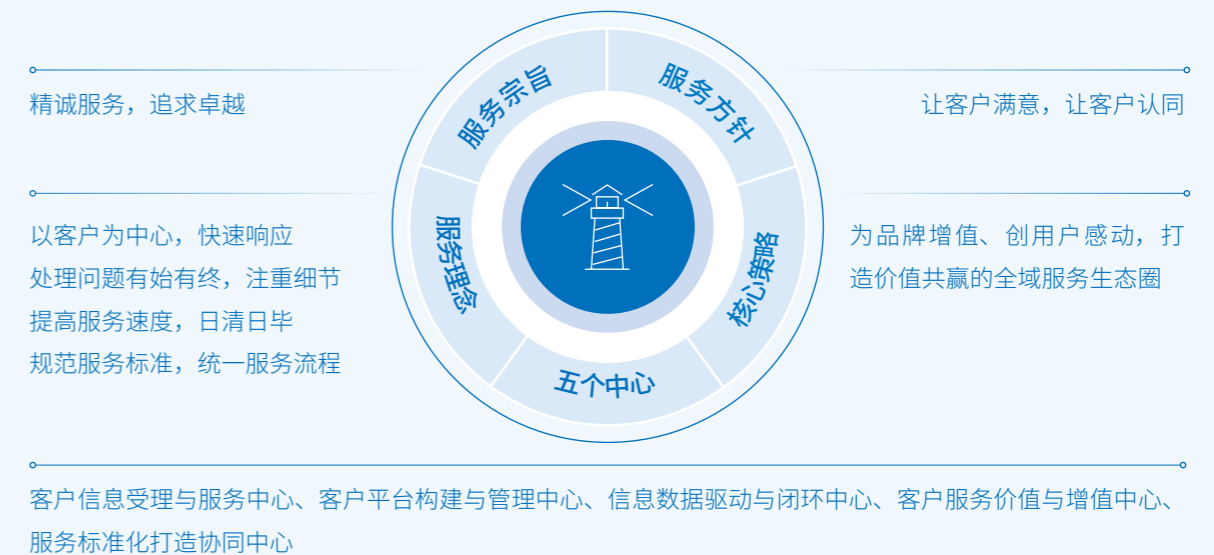 服务宗旨
精诚服务，追求卓越
服务方针
让客户满意，让客户认同
服务理念
以客户为中心，快速响应
处理问题有始有终，注重细节
提高服务速度，日清日毕
规范服务标准，统一服务流程
核心策略
为品牌增值、创用户感动，打
造价值共赢的全域服务生态圈
五个中心
客户信息受理与服务中心、客户平台构建与管理中心、信息数据驱动与闭环中心、客户服务价值与增值中心、
服务标准化打造协同中心